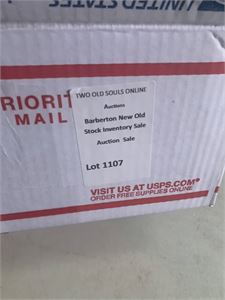 UNITED STATES
PRIORIT
MAIL
TWO OLD SOULS ONLINE
Auctions
Barberton New Old
Stock Inventory Sale
Auction Sale
Lot 1107
VISIT US AT USPS.COM®
ORDER FREE SUPPLIES ONLINE